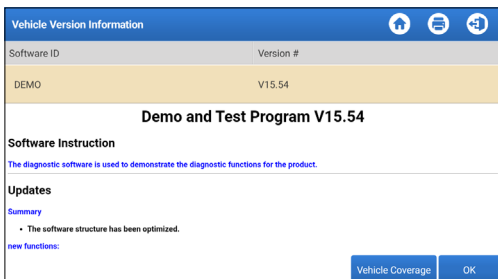 Vehicle Version Information
Software ID Version #
DEMO V15.54
Demo and Test Program V15.54
Software Instruction
The diagnostic software is used to demonstrate the diagnostic functions for the product.
Updates
Summary
• The software structure has been optimized.
new functions:
Vehicle Coverage OK